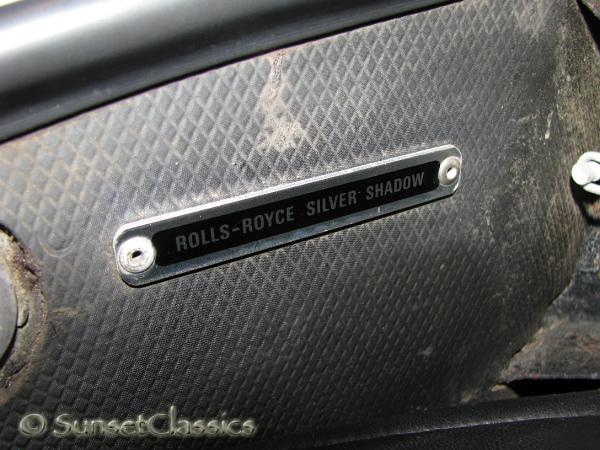 ROLLS-ROYCE SILVER SHADOW
© SunsetClassics